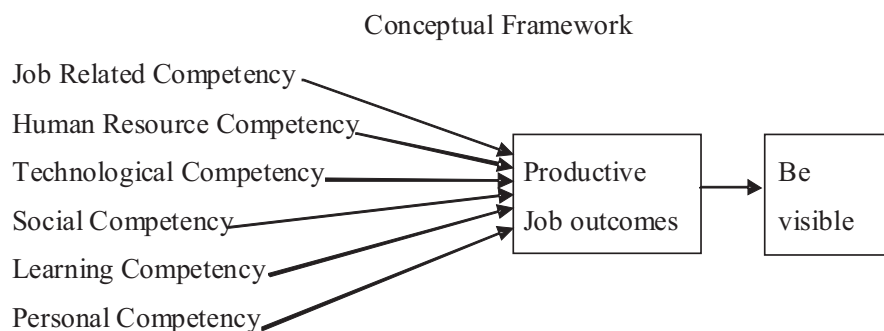 Conceptual Framework
Job Related Competency
Human Resource Competency
Technological Competency
Social Competency
Learning Competency
Personal Competency
Productive
Job outcomes
Be
visible